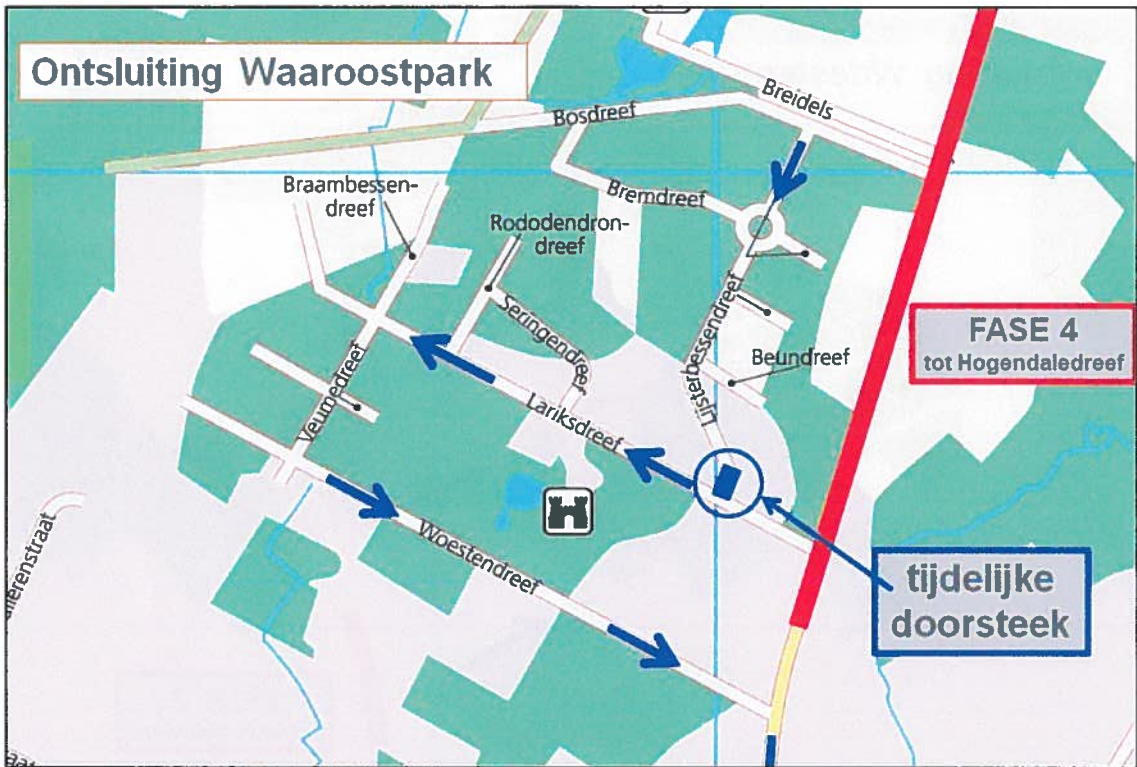 Ontsluiting Waaroostpark
Breidels
Bosdreef
Braambessen-
dreef
Bremdreef
Rododendron-
dreef
Seringendreef
Lijsterbessendreef
FASE 4
tot Hogendaledreef
Beundreef
Veumedreef
Lariksdreef
Woestendreef
tijdelijke
doorsteek